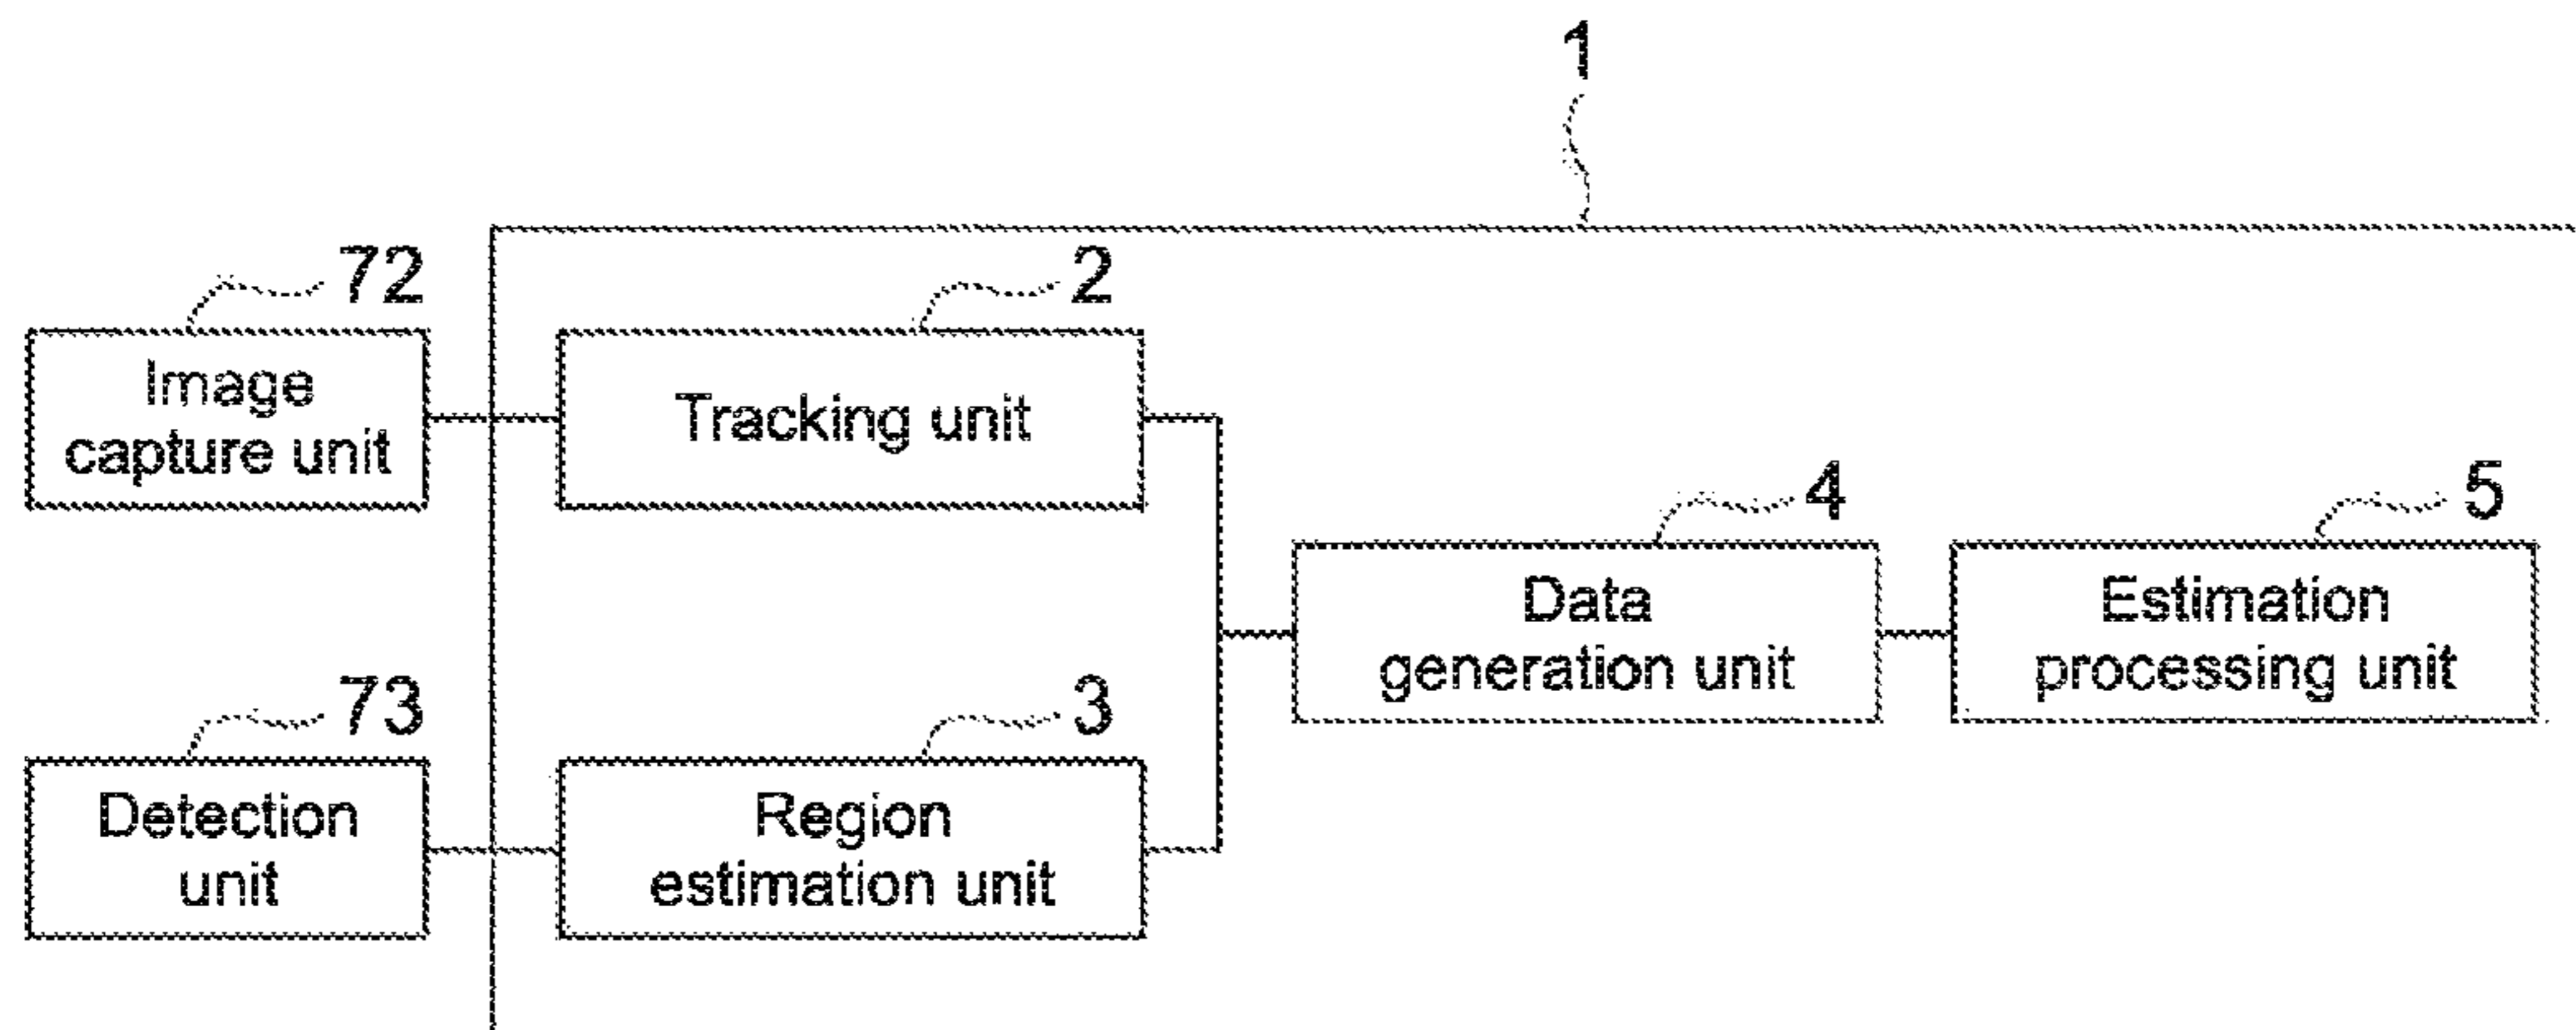 1
72
2
Image
capture unit
Tracking unit
4
5
Data
generation unit
Estimation
processing unit
73
3
Detection
unit
Region
estimation unit